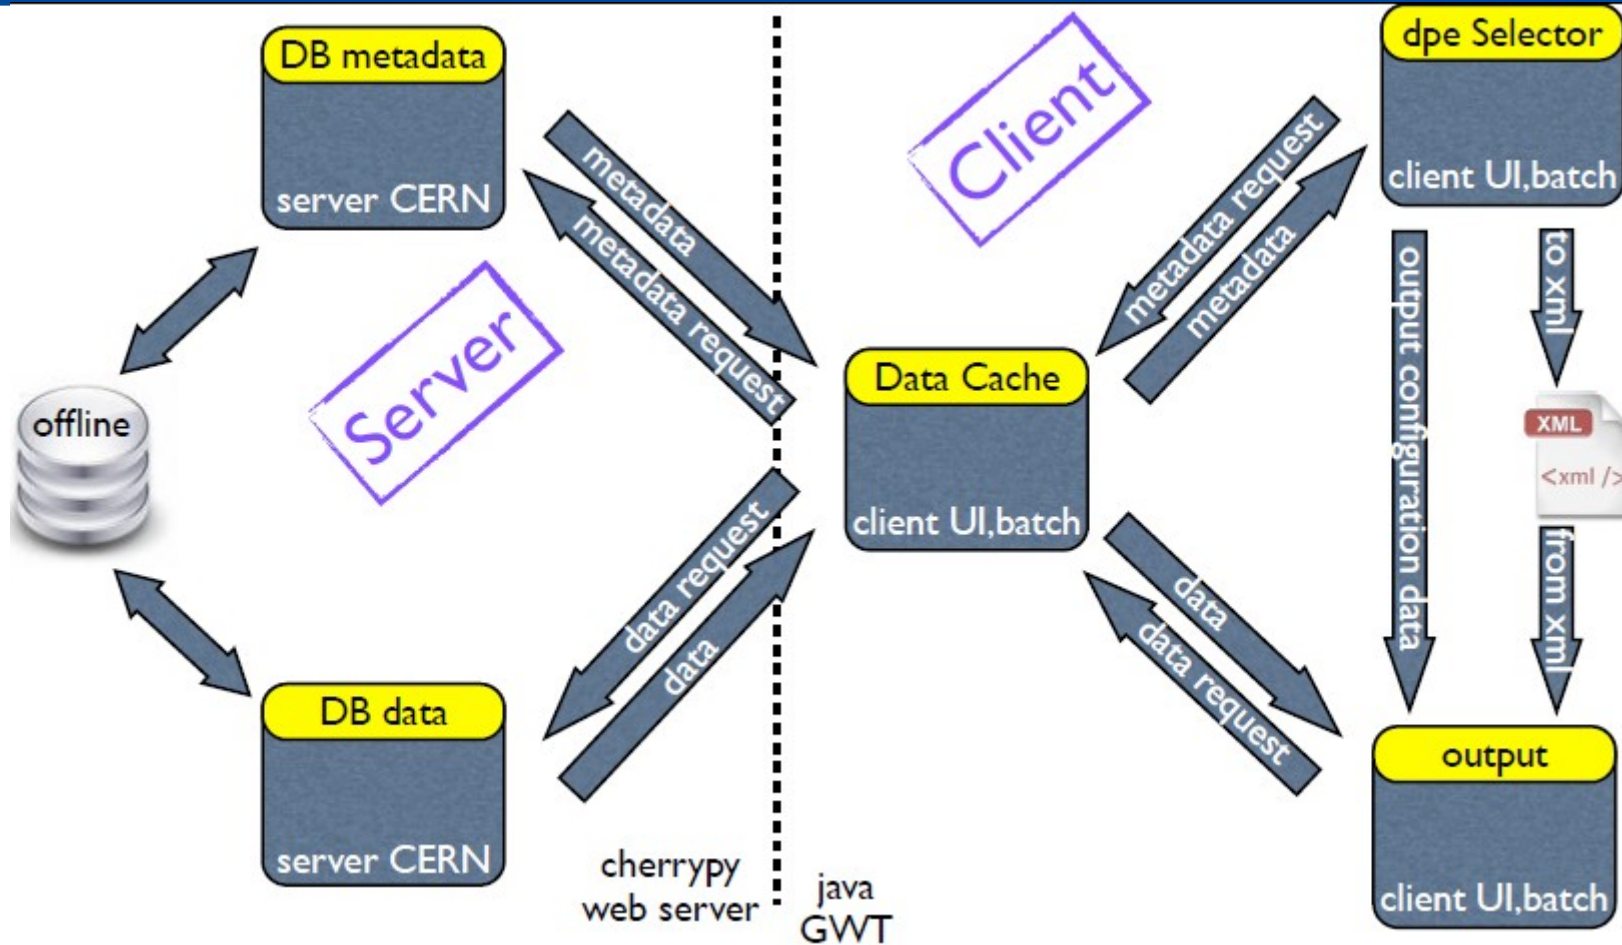 DB metadata
server CERN
metadata
metadata request
Server
offline
data request
data
DB data
server CERN
cherrypy
web server
java
GWT
Client
Data Cache
client UI,batch
metadata request
metadata
dpe Selector
client UI,batch
output configuration data
to xml
XML
<xml />
from xml
data
data request
output
client UI,batch